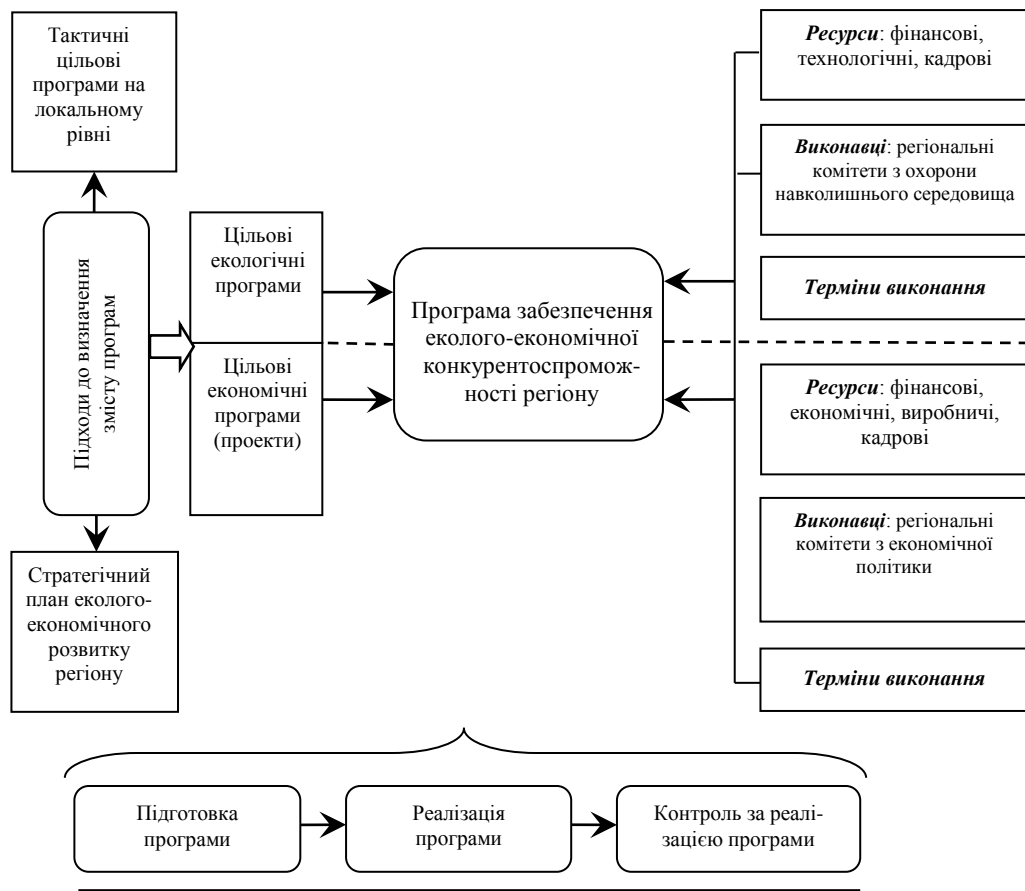 Тактичні
цільові
програми на
локальному
рівні
Підходи до визначення
змісту програм
Стратегічний
план еколого-
економічного
розвитку
регіону
Цільові
екологічні
програми
Цільові
економічні
програми
(проекти)
Програма забезпечення
еколого-економічної
конкурентоспромож-
ності регіону
Ресурси: фінансові,
технологічні, кадрові
Виконавці: регіональні
комітети з охорони
навколишнього середовища
Терміни виконання
Ресурси: фінансові,
економічні, виробничі,
кадрові
Виконавці: регіональні
комітети з економічної
політики
Терміни виконання
Підготовка
програми
Реалізація
програми
Контроль за реалі-
зацією програми